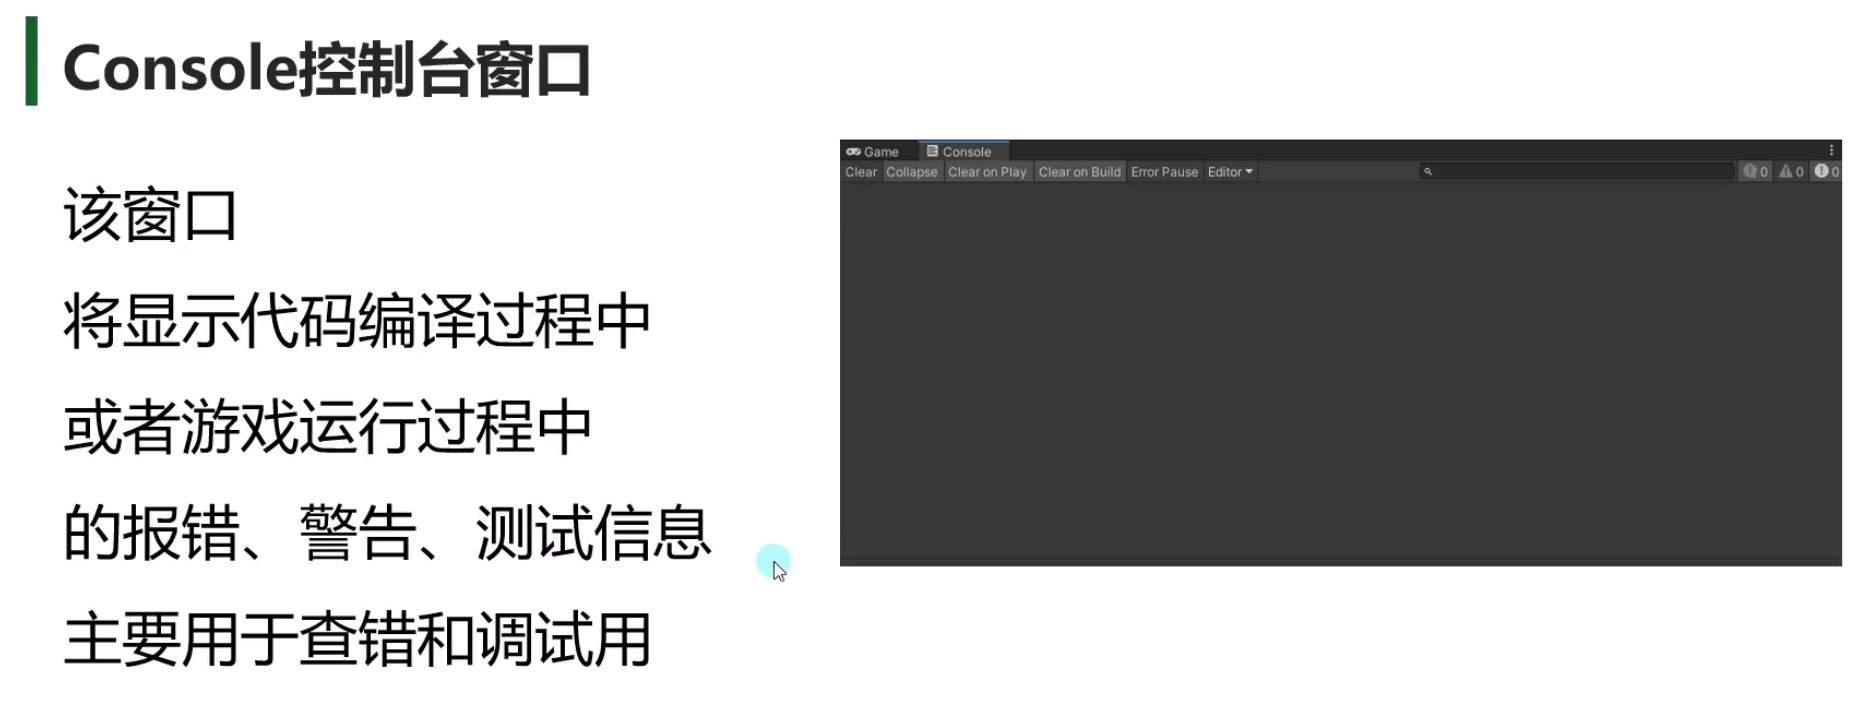 Console控制台窗口
该窗口
将显示代码编译过程中
或者游戏运行过程中
的报错、警告、测试信息
主要用于查错和调试用
Game Console
Clear Collapse Clear on Play Clear on Build Error Pause Editor 0 0 0